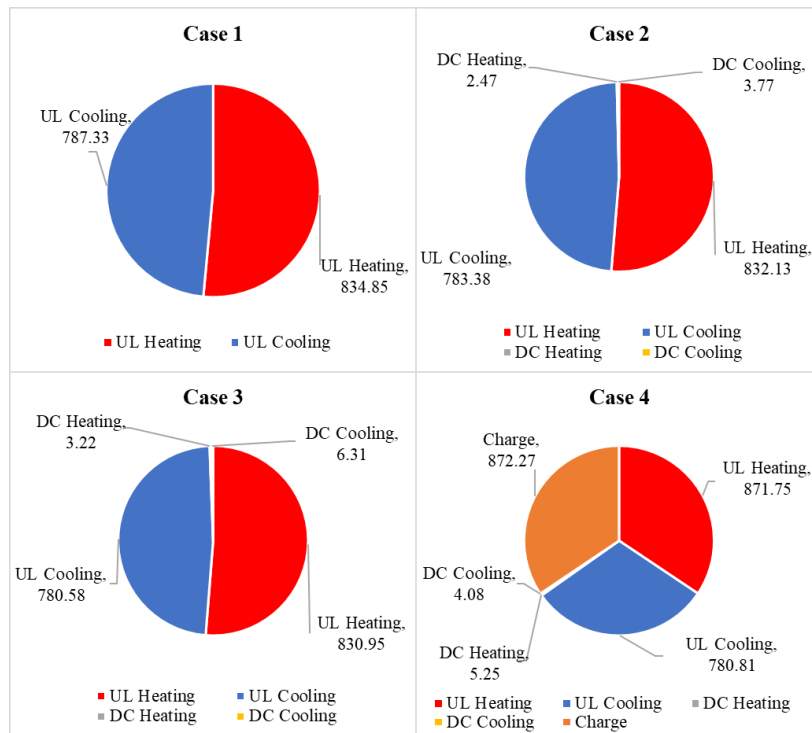 Case 1
UL Cooling,
787.33
UL Heating,
834.85
UL Heating
UL Cooling
Case 2
DC Heating,
2.47
DC Cooling,
3.77
UL Cooling,
783.38
UL Heating,
832.13
UL Heating
UL Cooling
DC Heating
DC Cooling
Case 3
DC Heating,
3.22
DC Cooling,
6.31
UL Cooling,
780.58
UL Heating,
830.95
UL Heating
UL Cooling
DC Heating
DC Cooling
Case 4
Charge,
872.27
UL Heating,
871.75
DC Cooling,
4.08
DC Heating,
5.25
UL Cooling,
780.81
UL Heating
UL Cooling
DC Heating
DC Cooling
Charge